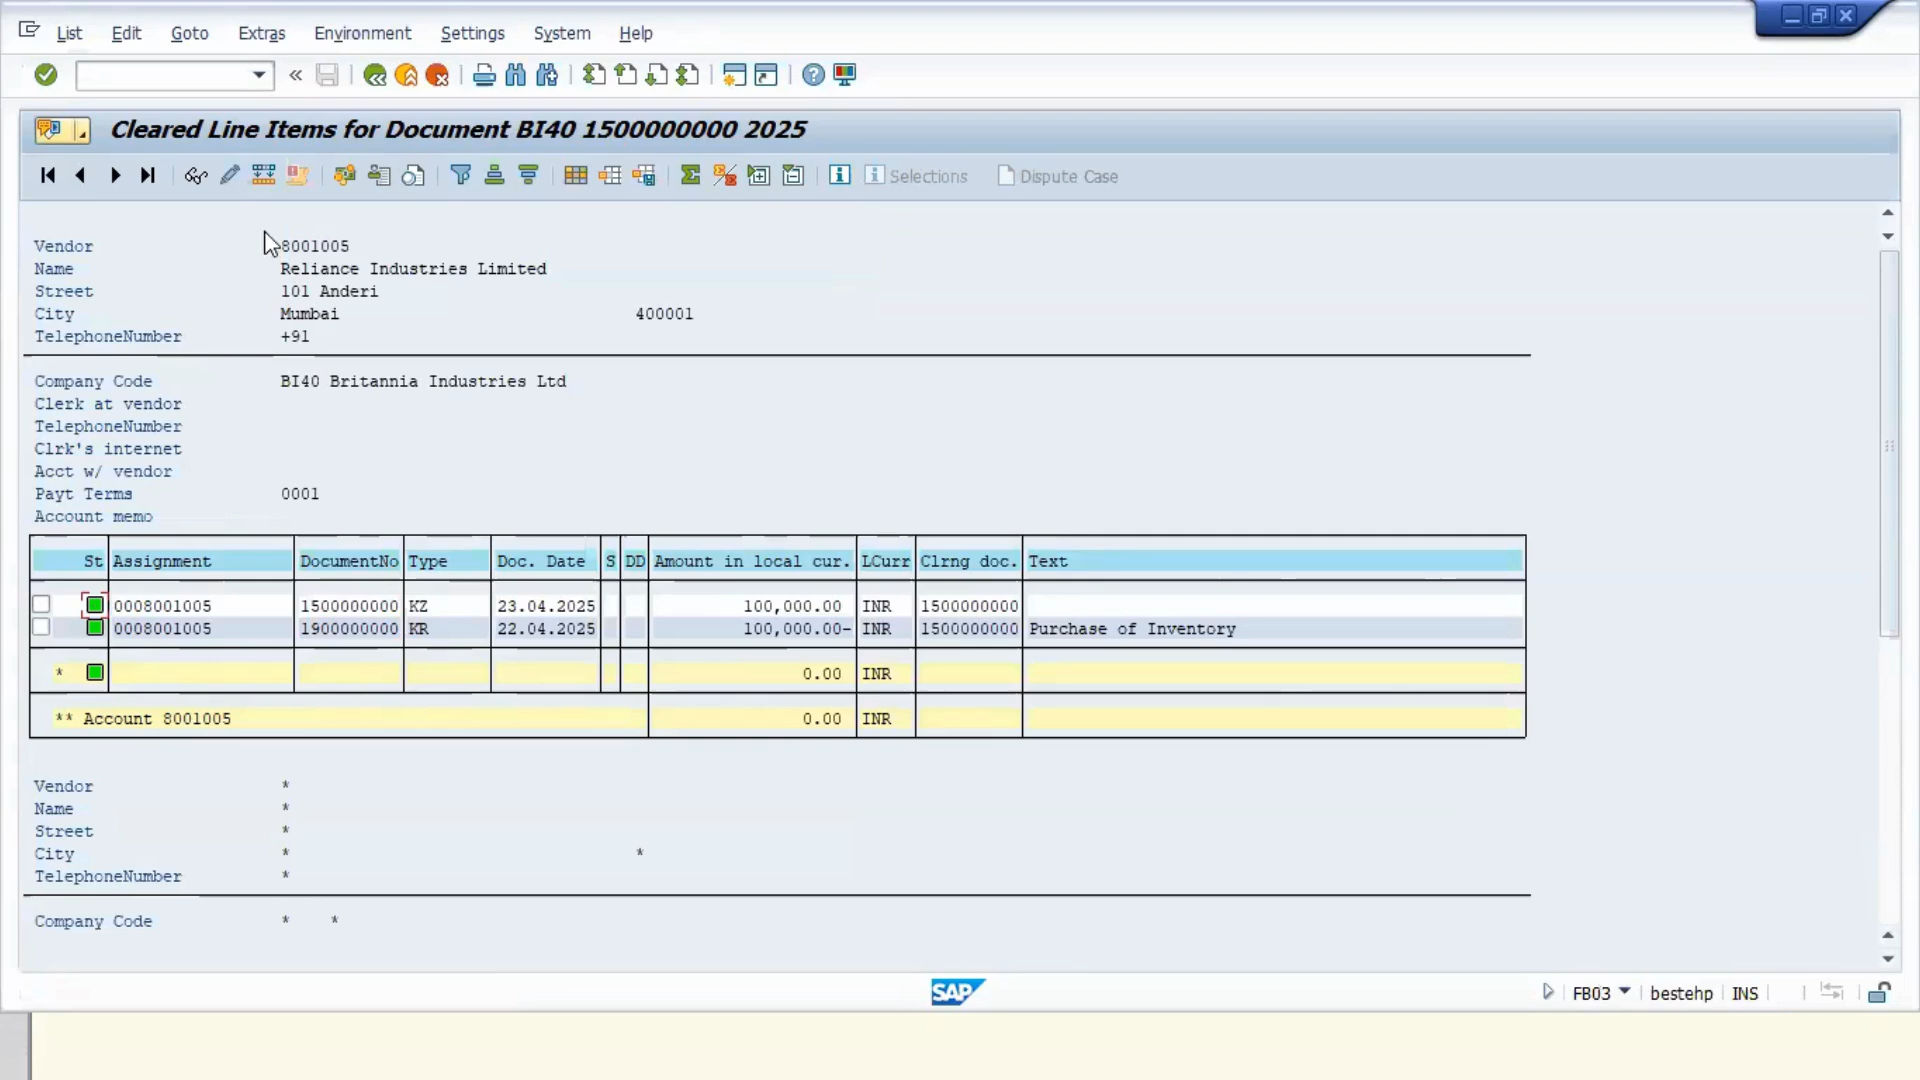 List Edit Goto Extras Environment Settings System Help
Cleared Line Items for Document BI40 1500000000 2025
Selections Dispute Case
Vendor 8001005
Name Reliance Industries Limited
Street 101 Anderi
City Mumbai 400001
TelephoneNumber +91
Company Code BI40 Britannia Industries Ltd
Clerk at vendor
TelephoneNumber
Clrk's internet
Acct w/ vendor
Payt Terms 0001
Account memo
St Assignment DocumentNo Type Doc. Date S DD Amount in local cur. LCurr Clrng doc. Text
0008001005 1500000000 KZ 23.04.2025 100,000.00 INR 1500000000
0008001005 1900000000 KR 22.04.2025 100,000.00- INR 1500000000 Purchase of Inventory
* 0.00 INR
** Account 8001005 0.00 INR
Vendor *
Name *
Street *
City * *
TelephoneNumber *
Company Code * *
SAP FB03 bestehp INS